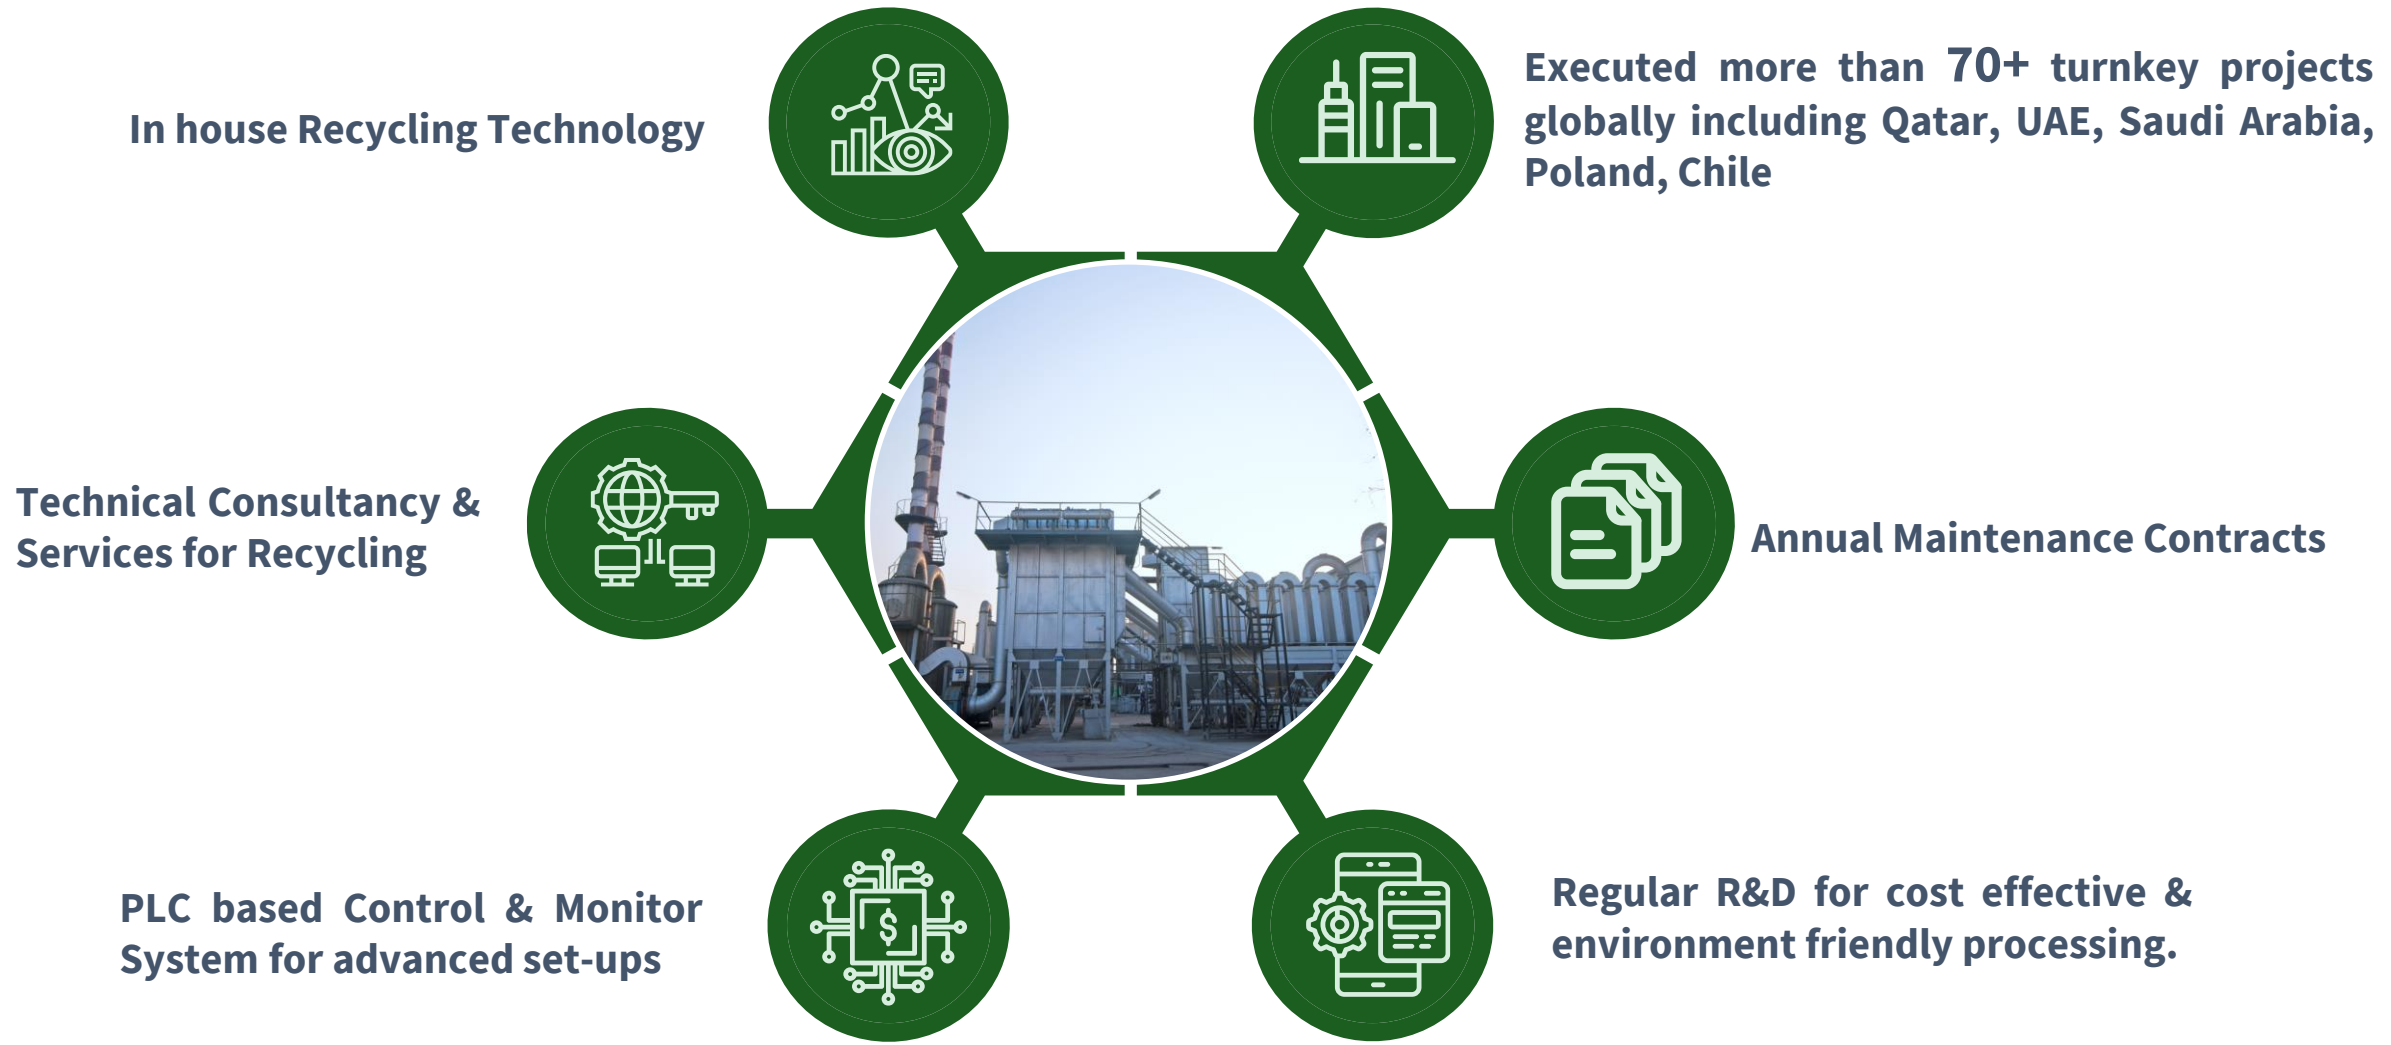 In house Recycling Technology
Executed more than 70+ turnkey projects
globally including Qatar, UAE, Saudi Arabia,
Poland, Chile
Technical Consultancy &
Services for Recycling
Annual Maintenance Contracts
PLC based Control & Monitor
System for advanced set-ups
$
Regular R&D for cost effective &
environment friendly processing.